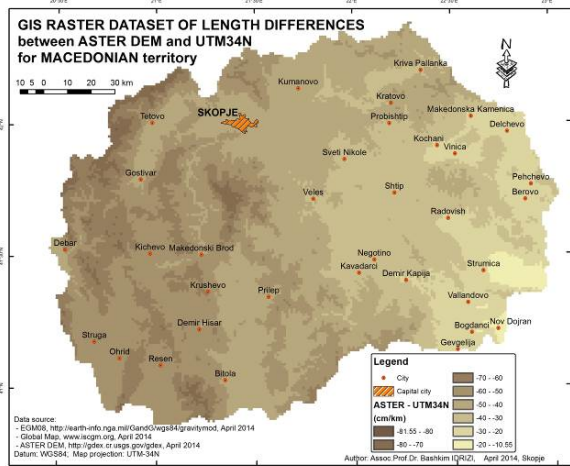 GIS RASTER DATASET OF LENGTH DIFFERENCES
between ASTER DEM and UTM34N
for MACEDONIAN territory
10 5 0 10 20 30 km
N
Kriva Pallanka
Kumanovo
Kratovo
SKOPJE
Tetovo
Probishtip
Makedonska Kamenica
Delchevo
Kochani
Vinica
Sveti Nikole
Gostivar
Shtip
Pehchevo
Berovo
Veles
Radovish
Debar
Kichevo
Makedonski Brod
Negotino
Kavadarci
Demir Kapija
Strumica
Krushevo
Prilep
Valandovo
Demir Hisar
Struga
Bogdanci
Nov Dojran
Gevgelija
Ohrid
Resen
Bitola
Legend
City
Capital city
ASTER - UTM34N
(cm/km)
-81.55 - -80
-80 - -70
-70 - -60
-60 - -50
-50 - -40
-40 - -30
-30 - -20
-20 - -10.55
Data source:
- EGM08, http://earth-info.nga.mil/GandG/wgs84/gravitymod, April 2014
- Global Map, www.iscgm.org, April 2014
- ASTER DEM, http://gdex.cr.usgs.gov/gdex, April 2014
Datum: WGS84; Map projection: UTM-34N
Author: Assoc.Prof.Dr. Bashkim IDRIZI, April 2014, Skopje